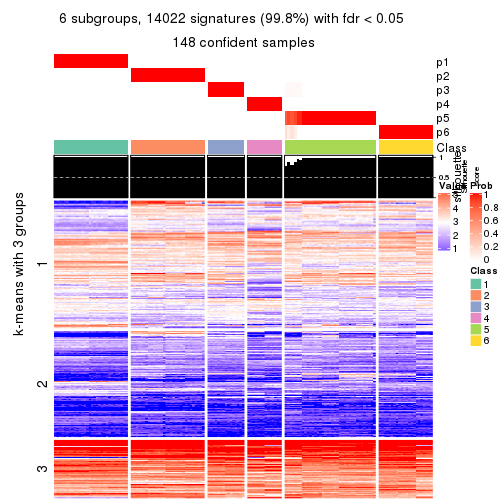 6 subgroups, 14022 signatures (99.8%) with fdr < 0.05
148 confident samples
p1
p2
p3
p4
p5
p6
Class
1
0.5
silhouette
score
Value
4
3
2
1
Prob
1
0.8
0.6
0.4
0.2
0
Class
1
2
3
4
5
6
k-means with 3 groups
1
2
3